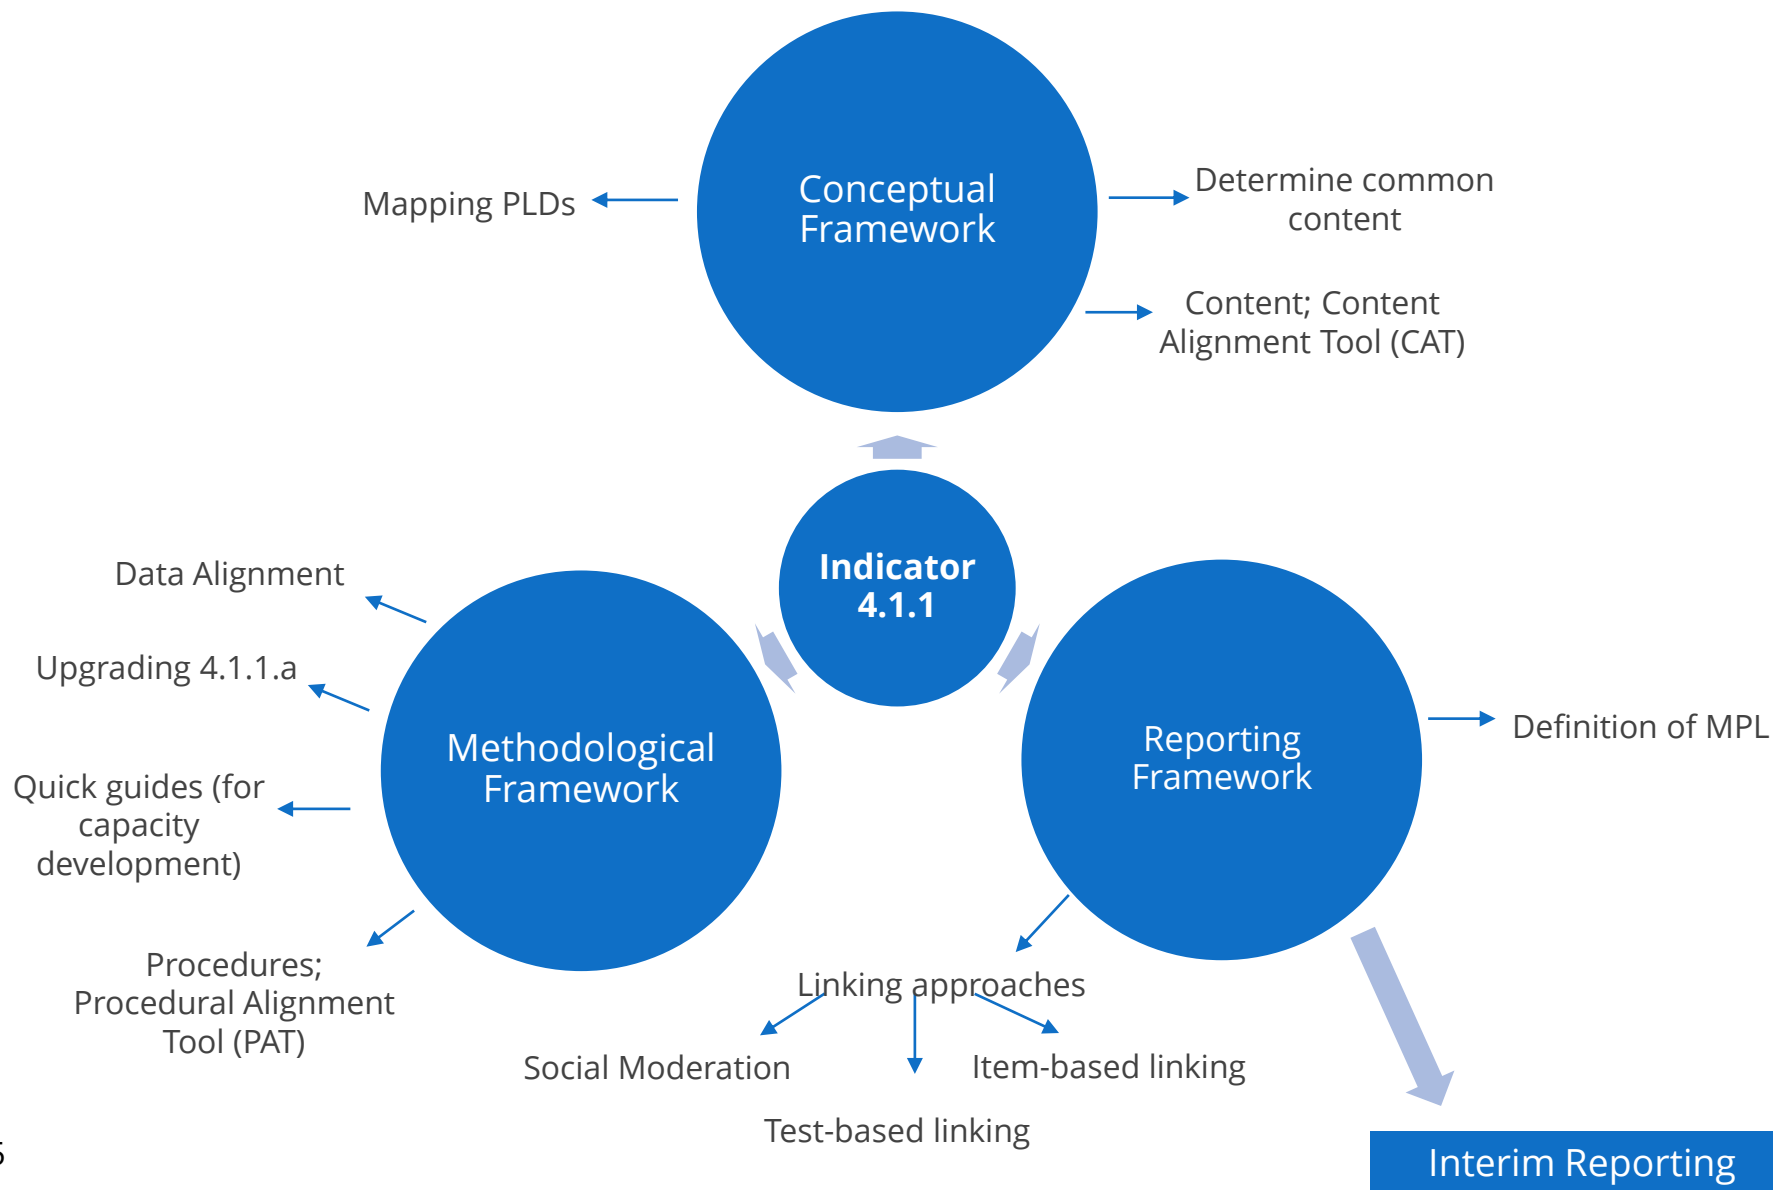 Conceptual
Framework
Mapping PLDs
Determine common
content
Content; Content
Alignment Tool (CAT)
Indicator
4.1.1
Data Alignment
Upgrading 4.1.1.a
Quick guides (for
capacity
development)
Procedures;
Procedural Alignment
Tool (PAT)
Methodological
Framework
Reporting
Framework
Definition of MPL
Linking approaches
Social Moderation
Item-based linking
Test-based linking
Interim Reporting